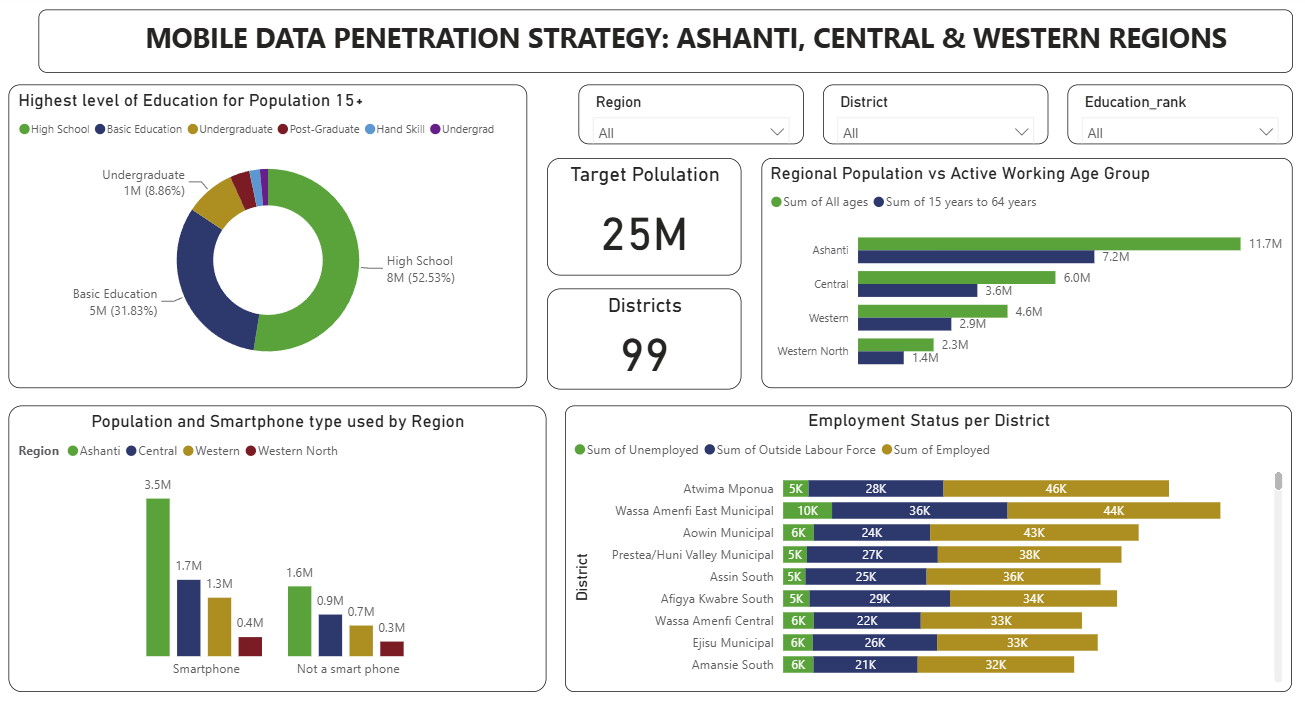 MOBILE DATA PENETRATION STRATEGY: ASHANTI, CENTRAL & WESTERN REGIONS
Highest level of Education for Population 15+
High School Basic Education Undergraduate Post-Graduate Hand Skill Undergrad
Undergraduate
1M (8.86%)
High School
8M (52.53%)
Basic Education
5M (31.83%)
Region
All
District
All
Education_rank
All
Target Polulation
25M
Districts
99
Regional Population vs Active Working Age Group
Sum of All ages Sum of 15 years to 64 years
Ashanti 11.7M
7.2M
Central 6.0M
3.6M
Western 4.6M
2.9M
Western North 2.3M
1.4M
Population and Smartphone type used by Region
Region Ashanti Central Western Western North
3.5M
1.7M
1.3M
0.4M
1.6M
0.9M
0.7M
0.3M
Smartphone Not a smart phone
Employment Status per District
Sum of Unemployed Sum of Outside Labour Force Sum of Employed
District
Atwima Mponua 5K 28K 46K
Wassa Amenfi East Municipal 10K 36K 44K
Aowin Municipal 6K 24K 43K
Prestea/Huni Valley Municipal 5K 27K 38K
Assin South 5K 25K 36K
Afigya Kwabre South 5K 29K 34K
Wassa Amenfi Central 6K 22K 33K
Ejisu Municipal 6K 26K 33K
Amansie South 6K 21K 32K